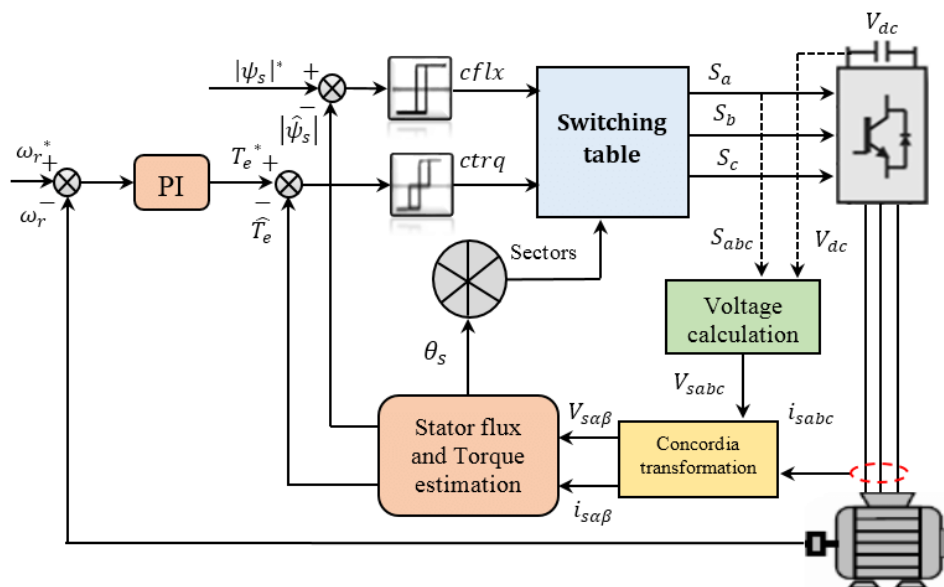 V_dc
|ψ_s|* +
cflx
−
|ψ̂_s|
Switching
table
S_a
S_b
S_c
ω_r* +
PI
T_e* +
ctrq
ω_r −
−
T̂_e
Sectors
S_abc
V_dc
Voltage
calculation
θ_s
V_sabc
Stator flux
and Torque
estimation
V_sαβ
Concordia
transformation
i_sabc
i_sαβ